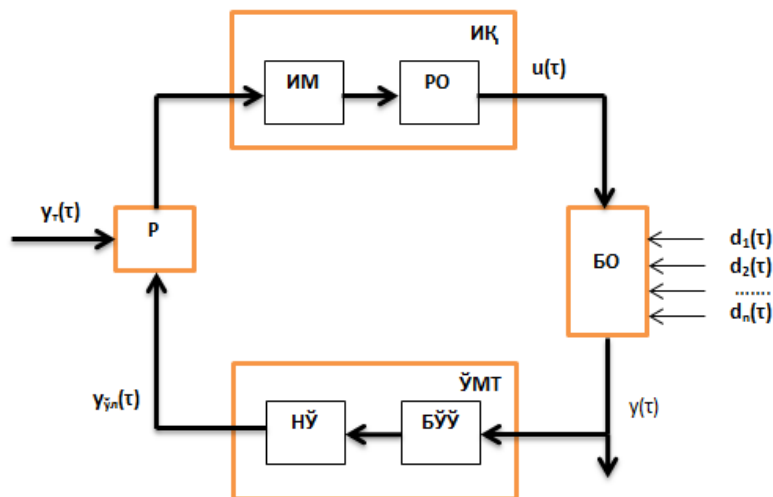 ИҚ
ИМ
РО
u(τ)
yт(τ)
Р
БО
d1(τ)
d2(τ)
.......
dn(τ)
ЎМТ
yўл(τ)
НЎ
БЎЎ
y(τ)